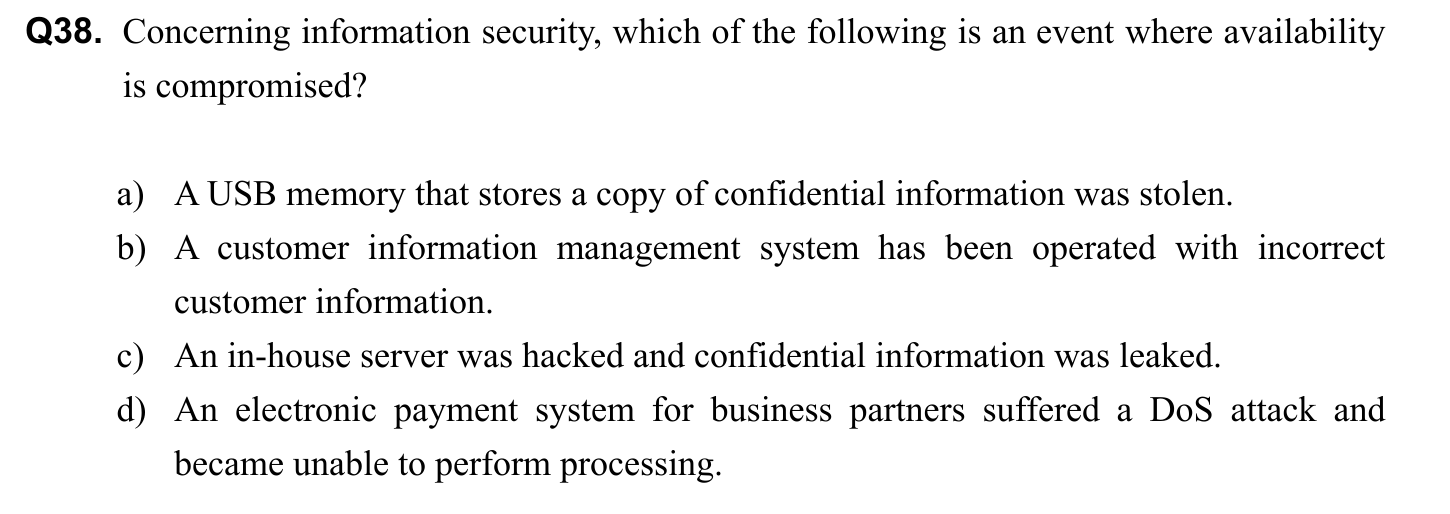 Q38. Concerning information security, which of the following is an event where availability
is compromised?
a) A USB memory that stores a copy of confidential information was stolen.
b) A customer information management system has been operated with incorrect
customer information.
c) An in-house server was hacked and confidential information was leaked.
d) An electronic payment system for business partners suffered a DoS attack and
became unable to perform processing.